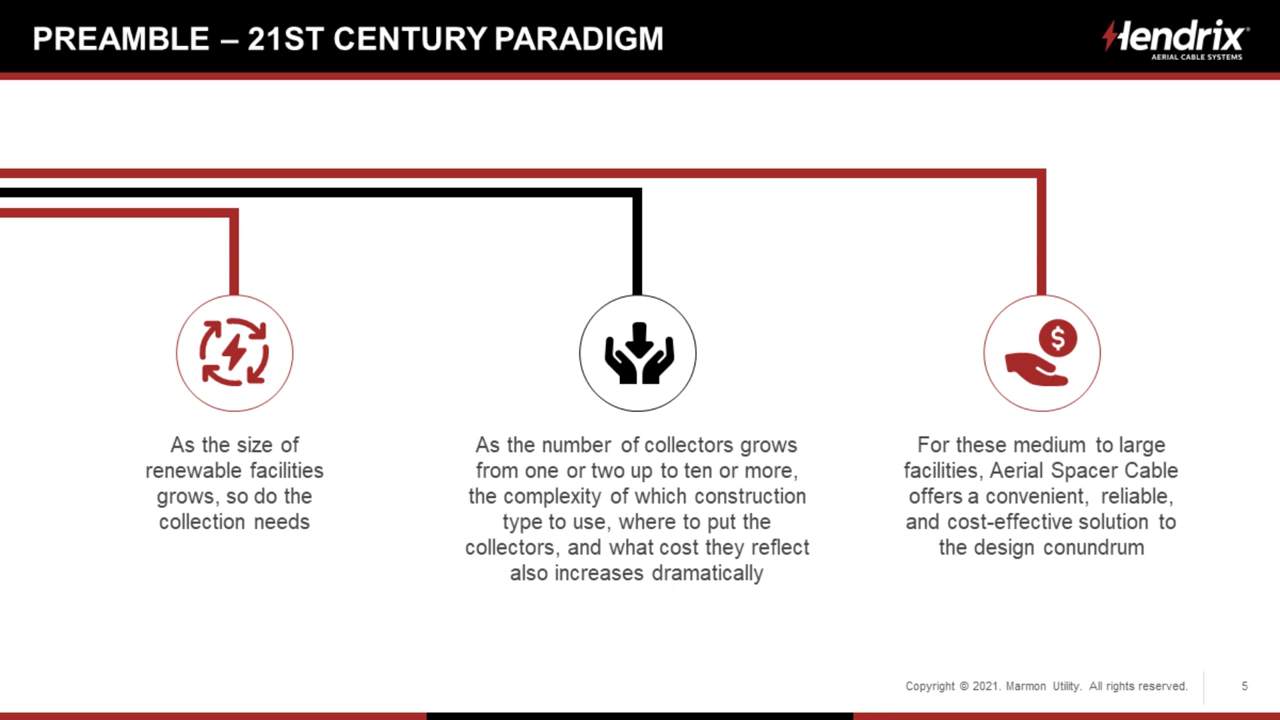 PREAMBLE – 21ST CENTURY PARADIGM
Hendrix®
AERIAL CABLE SYSTEMS
As the size of
renewable facilities
grows, so do the
collection needs
As the number of collectors grows
from one or two up to ten or more,
the complexity of which construction
type to use, where to put the
collectors, and what cost they reflect
also increases dramatically
$
For these medium to large
facilities, Aerial Spacer Cable
offers a convenient, reliable,
and cost-effective solution to
the design conundrum
Copyright © 2021. Marmon Utility. All rights reserved.
5